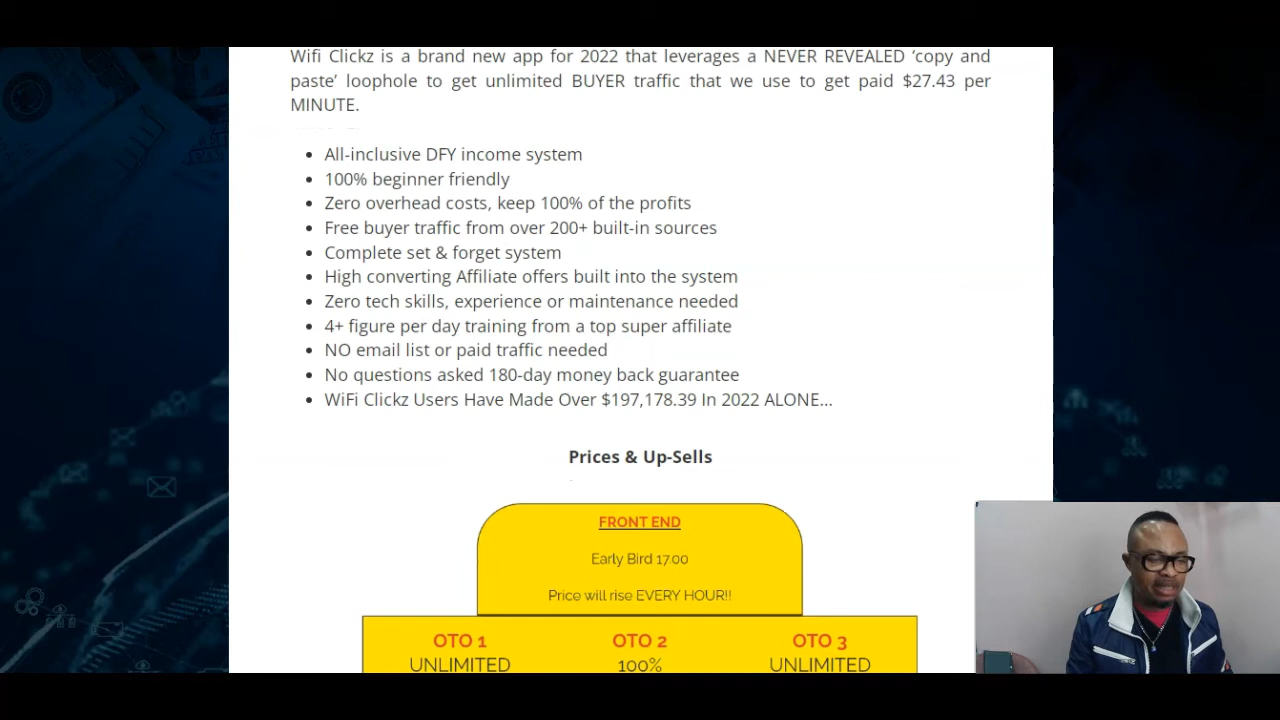 Wifi Clickz is a brand new app for 2022 that leverages a NEVER REVEALED ‘copy and
paste’ loophole to get unlimited BUYER traffic that we use to get paid $27.43 per
MINUTE.
• All-inclusive DFY income system
• 100% beginner friendly
• Zero overhead costs, keep 100% of the profits
• Free buyer traffic from over 200+ built-in sources
• Complete set & forget system
• High converting Affiliate offers built into the system
• Zero tech skills, experience or maintenance needed
• 4+ figure per day training from a top super affiliate
• NO email list or paid traffic needed
• No questions asked 180-day money back guarantee
• WiFi Clickz Users Have Made Over $197,178.39 In 2022 ALONE...
Prices & Up-Sells
FRONT END
Early Bird 17.00
Price will rise EVERY HOUR!!
OTO 1 OTO 2 OTO 3
UNLIMITED 100% UNLIMITED